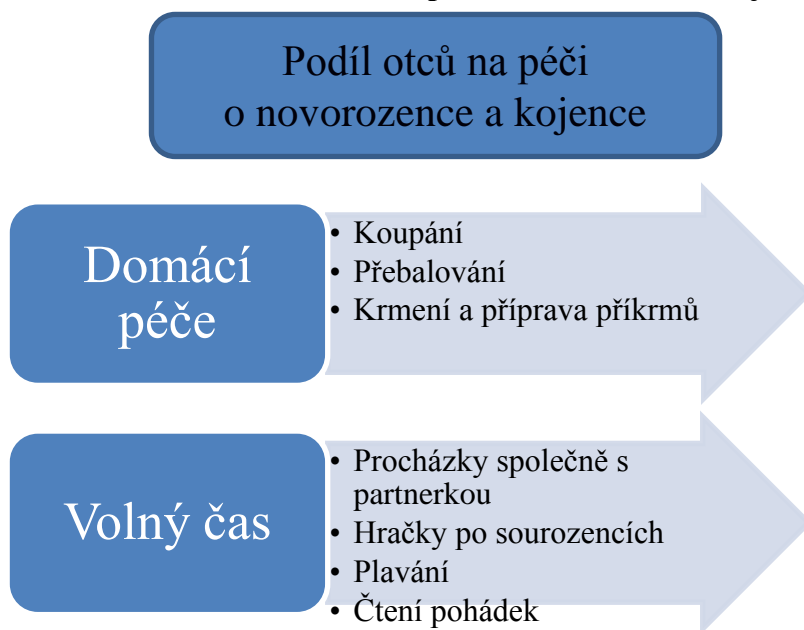 Podíl otců na péči
o novorozence a kojence
Domácí
péče
• Koupání
• Přebalování
• Krmení a příprava příkrmů
Volný čas
• Procházky společně s
partnerkou
• Hračky po sourozencích
• Plavání
• Čtení pohádek